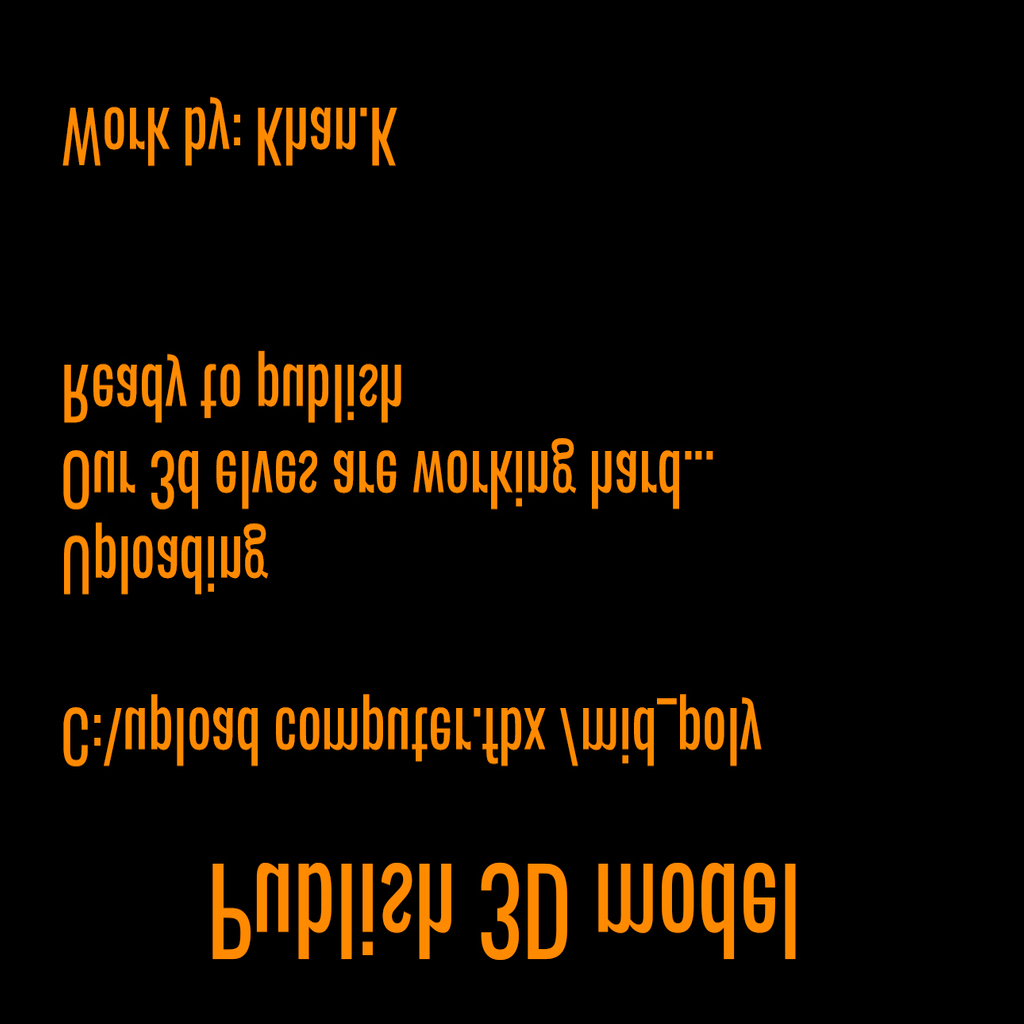 Publish 3D model
C:\upload computer.fbx /mid_poly
Uploading
Our 3d elves are working hard...
Ready to publish
Work by: Khan.K